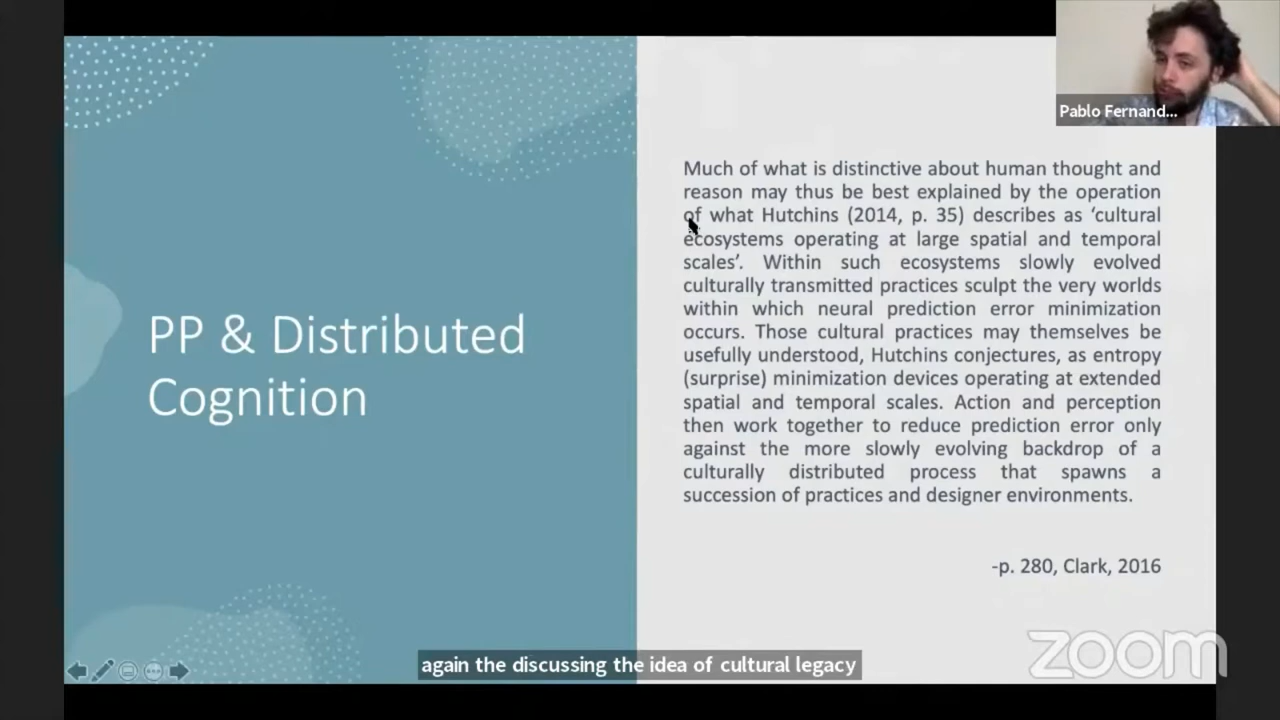 Pablo Fernand...
PP & Distributed
Cognition
Much of what is distinctive about human thought and
reason may thus be best explained by the operation
of what Hutchins (2014, p. 35) describes as ‘cultural
ecosystems operating at large spatial and temporal
scales’. Within such ecosystems slowly evolved
culturally transmitted practices sculpt the very worlds
within which neural prediction error minimization
occurs. Those cultural practices may themselves be
usefully understood, Hutchins conjectures, as entropy
(surprise) minimization devices operating at extended
spatial and temporal scales. Action and perception
then work together to reduce prediction error only
against the more slowly evolving backdrop of a
culturally distributed process that spawns a
succession of practices and designer environments.
-p. 280, Clark, 2016
zoom
again the discussing the idea of cultural legacy